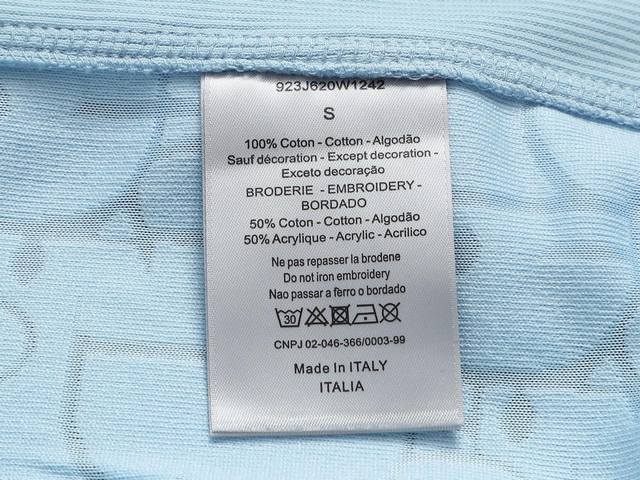 923J620W1242
S
100% Coton - Cotton - Algodão
Sauf décoration - Except decoration -
Exceto decoração
BRODERIE - EMBROIDERY -
BORDADO
50% Coton - Cotton - Algodão
50% Acrylique - Acrylic - Acrilico
Ne pas repasser la brodene
Do not iron embroidery
Nao passar a ferro o bordado
30
CNPJ 02-046-366/0003-99
Made in ITALY
ITALIA